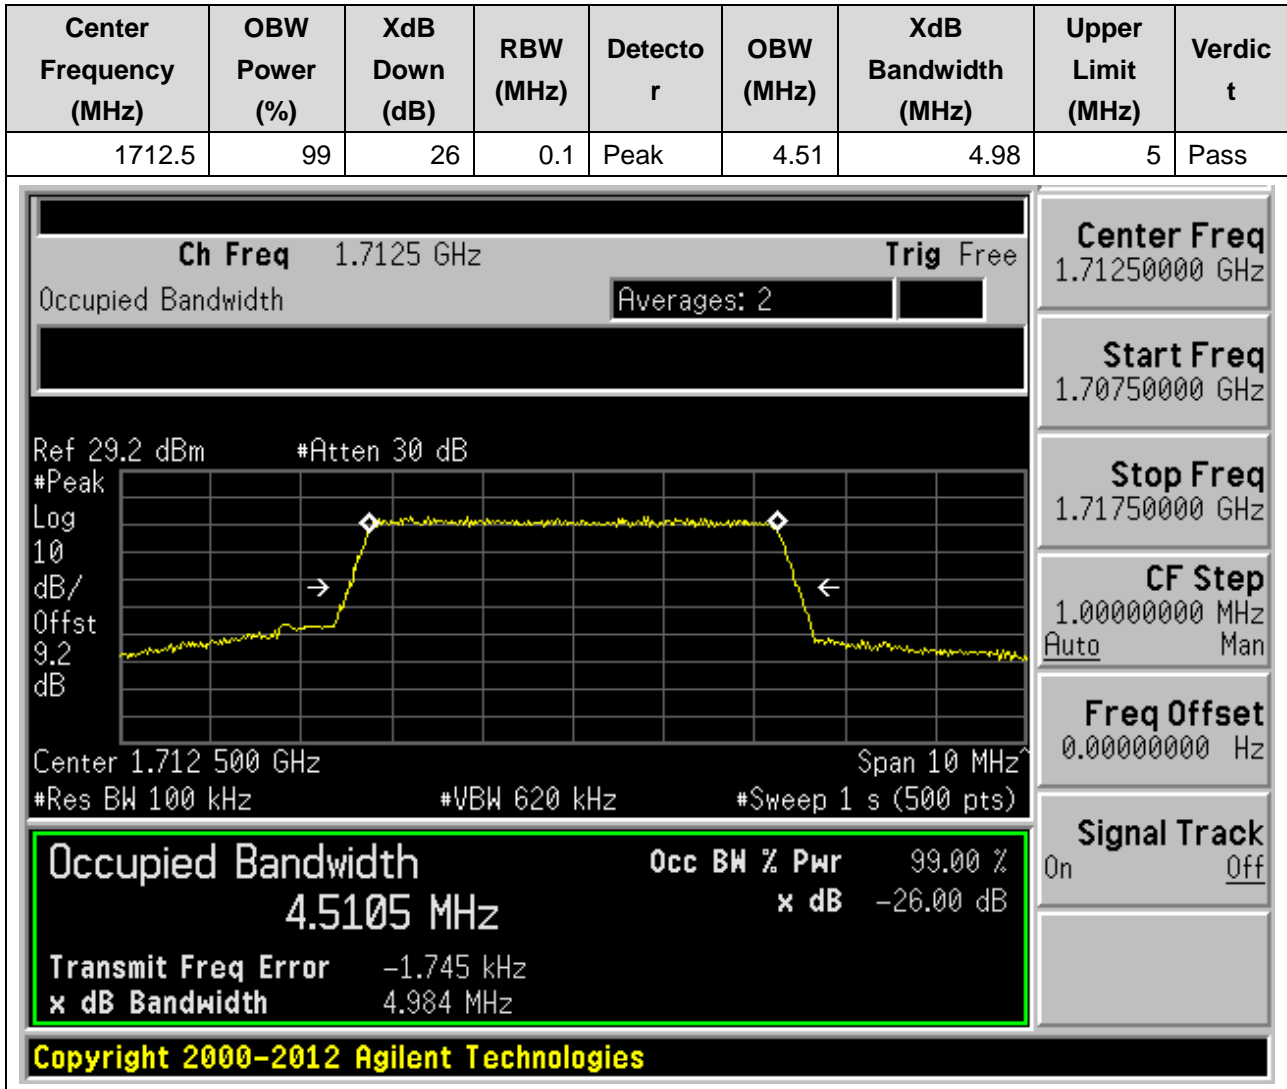 Center Frequency (MHz) OBW Power (%) XdB Down (dB) RBW (MHz) Detecto r OBW (MHz) XdB Bandwidth (MHz) Upper Limit (MHz) Verdic t
1712.5 99 26 0.1 Peak 4.51 4.98 5 Pass
Ch Freq 1.7125 GHz Trig Free
Occupied Bandwidth Averages: 2
Ref 29.2 dBm #Atten 30 dB
#Peak
Log
10
dB/
Offst
9.2
dB
Center 1.712 500 GHz Span 10 MHz^
#Res BW 100 kHz #VBW 620 kHz #Sweep 1 s (500 pts)
Occupied Bandwidth Occ BW % Pwr 99.00 %
4.5105 MHz x dB -26.00 dB
Transmit Freq Error -1.745 kHz
x dB Bandwidth 4.984 MHz
Copyright 2000-2012 Agilent Technologies
Center Freq
1.71250000 GHz
Start Freq
1.70750000 GHz
Stop Freq
1.71750000 GHz
CF Step
1.00000000 MHz
Auto Man
Freq Offset
0.00000000 Hz
Signal Track
On Off